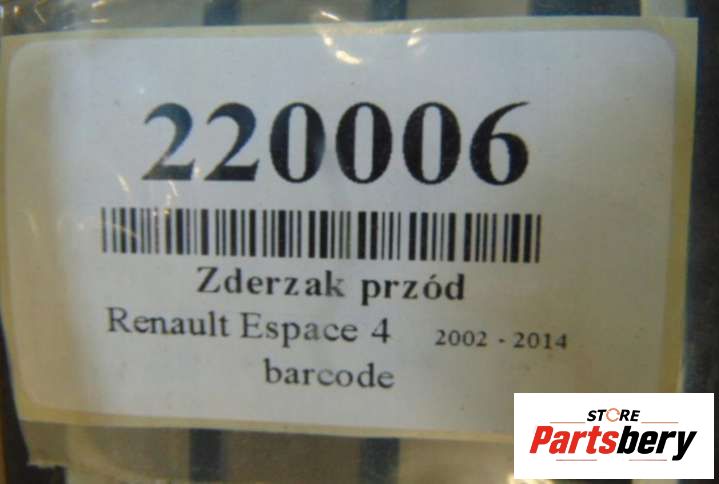 220006
Zderzak przód
Renault Espace 4 2002 - 2014
barcode
STORE
Partsbery